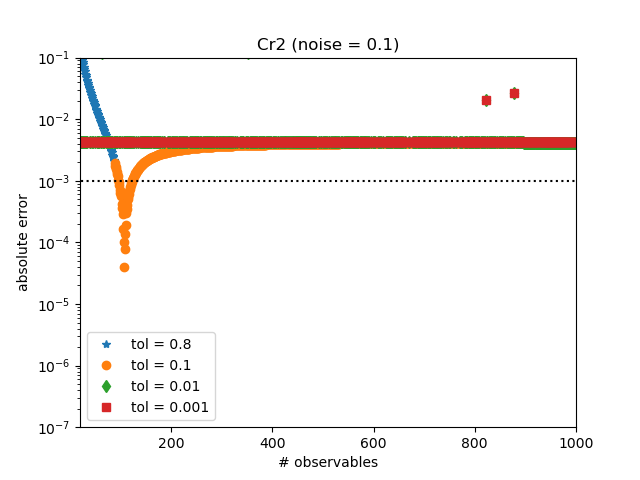 Cr2 (noise = 0.1)
absolute error
10⁻¹
10⁻²
10⁻³
10⁻⁴
10⁻⁵
10⁻⁶
10⁻⁷
tol = 0.8
tol = 0.1
tol = 0.01
tol = 0.001
200 400 600 800 1000
# observables